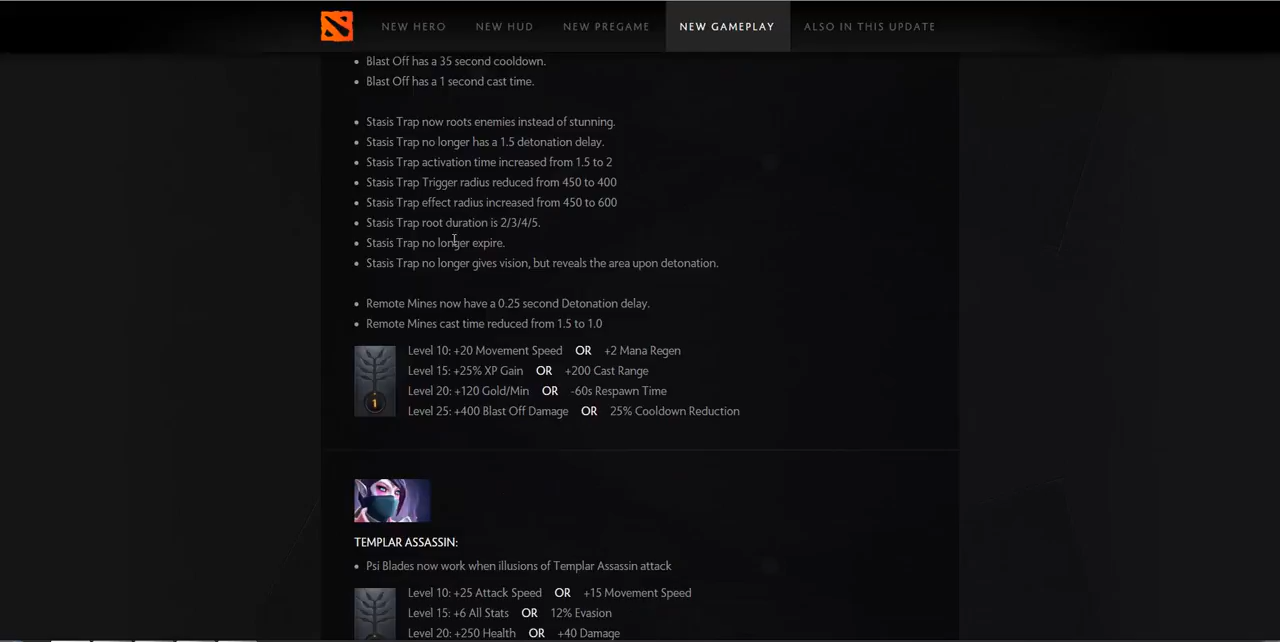 NEW HERO NEW HUD NEW PREGAME NEW GAMEPLAY ALSO IN THIS UPDATE
Blast Off has a 35 second cooldown.
Blast Off has a 1 second cast time.
Stasis Trap now roots enemies instead of stunning.
Stasis Trap no longer has a 1.5 detonation delay.
Stasis Trap activation time increased from 1.5 to 2
Stasis Trap Trigger radius reduced from 450 to 400
Stasis Trap effect radius increased from 450 to 600
Stasis Trap root duration is 2/3/4/5.
Stasis Trap no longer expire.
Stasis Trap no longer gives vision, but reveals the area upon detonation.
Remote Mines now have a 0.25 second Detonation delay.
Remote Mines cast time reduced from 1.5 to 1.0
Level 10: +20 Movement Speed OR +2 Mana Regen
Level 15: +25% XP Gain OR +200 Cast Range
Level 20: +120 Gold/Min OR -60s Respawn Time
1
Level 25: +400 Blast Off Damage OR 25% Cooldown Reduction
TEMPLAR ASSASSIN:
Psi Blades now work when illusions of Templar Assassin attack
Level 10: +25 Attack Speed OR +15 Movement Speed
Level 15: +6 All Stats OR 12% Evasion
Level 20: +250 Health OR +40 Damage